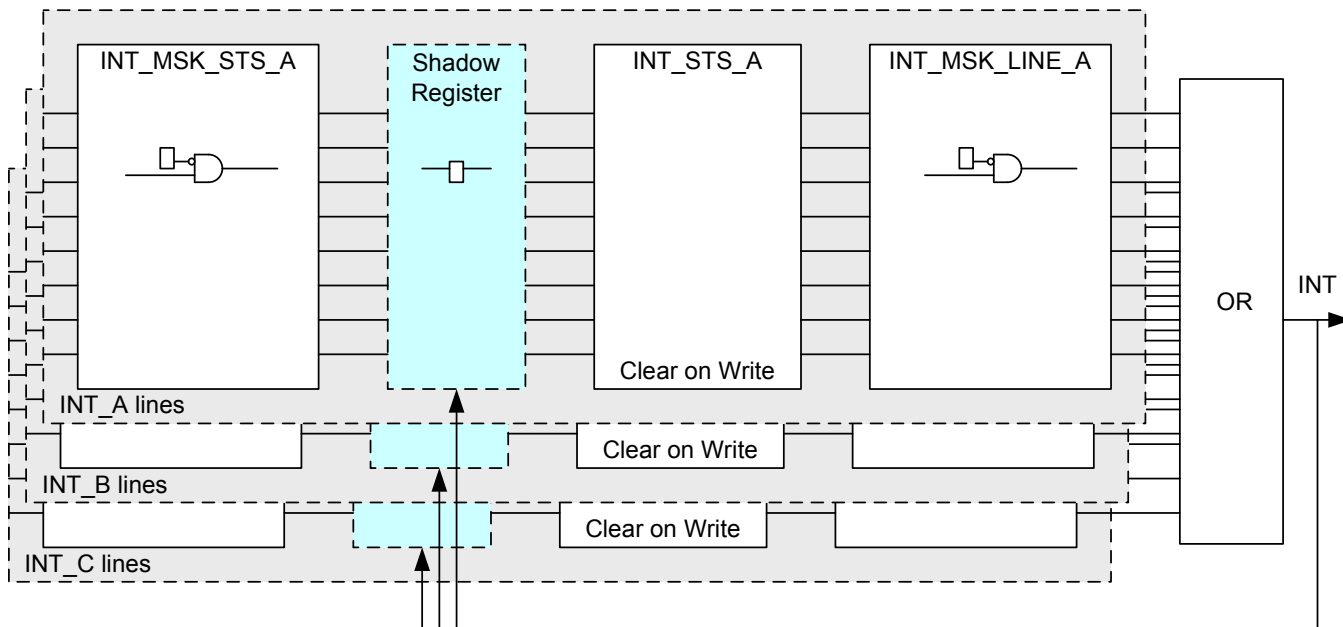 INT_MSK_STS_A
Shadow
Register
INT_STS_A
INT_MSK_LINE_A
OR
INT
Clear on Write
INT_A lines
Clear on Write
INT_B lines
Clear on Write
INT_C lines